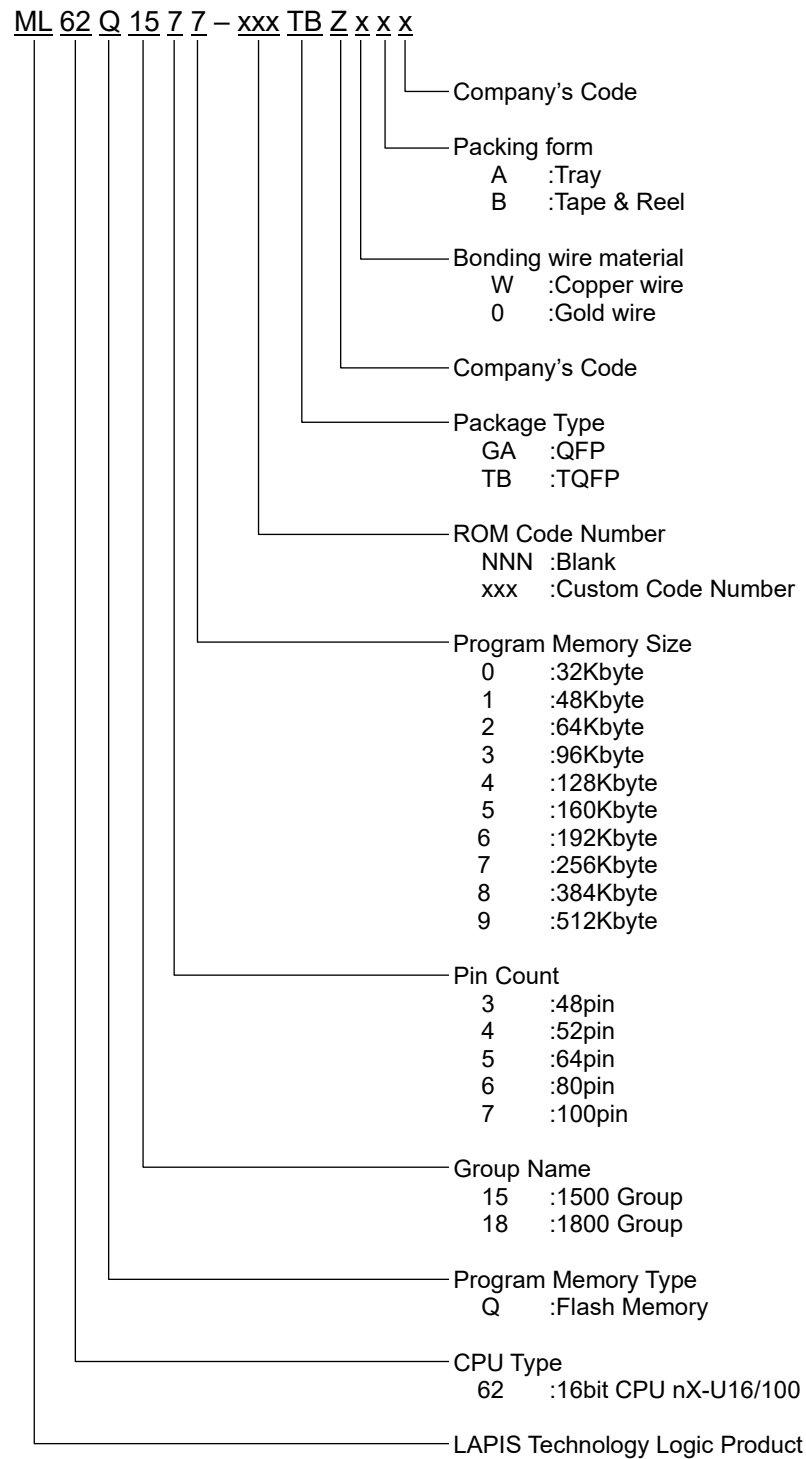 ML 62 Q 15 7 7 – xxx TB Z x x x
Company’s Code
Packing form
A :Tray
B :Tape & Reel
Bonding wire material
W :Copper wire
0 :Gold wire
Company’s Code
Package Type
GA :QFP
TB :TQFP
ROM Code Number
NNN :Blank
xxx :Custom Code Number
Program Memory Size
0 :32Kbyte
1 :48Kbyte
2 :64Kbyte
3 :96Kbyte
4 :128Kbyte
5 :160Kbyte
6 :192Kbyte
7 :256Kbyte
8 :384Kbyte
9 :512Kbyte
Pin Count
3 :48pin
4 :52pin
5 :64pin
6 :80pin
7 :100pin
Group Name
15 :1500 Group
18 :1800 Group
Program Memory Type
Q :Flash Memory
CPU Type
62 :16bit CPU nX-U16/100
LAPIS Technology Logic Product